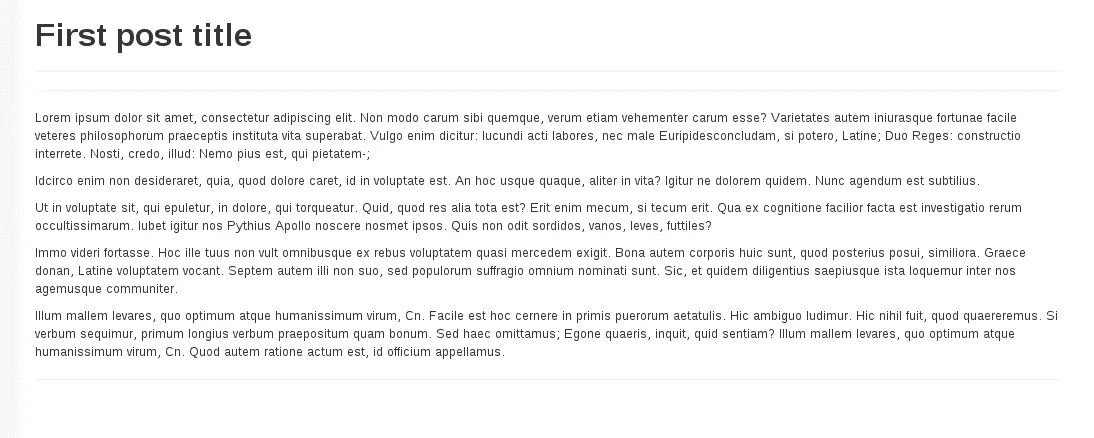 First post title
Lorem ipsum dolor sit amet, consectetur adipiscing elit. Non modo carum sibi quemque, verum etiam vehementer carum esse? Varietates autem iniurasque fortunae facile
veteres philosophorum praeceptis instituta vita superabat. Vulgo enim dicitur: Iucundi acti labores, nec male Euripidesconcludam, si potero, Latine; Duo Reges: constructio
interrete. Nosti, credo, illud: Nemo pius est, qui pietatem-;
Idcirco enim non desideraret, quia, quod dolore caret, id in voluptate est. An hoc usque quaque, aliter in vita? Igitur ne dolorem quidem. Nunc agendum est subtilius.
Ut in voluptate sit, qui epuletur, in dolore, qui torqueatur. Quid, quod res alia tota est? Erit enim mecum, si tecum erit. Qua ex cognitione facilior facta est investigatio rerum
occultissimarum. Iubet igitur nos Pythius Apollo noscere nosmet ipsos. Quis non odit sordidos, vanos, leves, futtiles?
Immo videri fortasse. Hoc ille tuus non vult omnibusque ex rebus voluptatem quasi mercedem exigit. Bona autem corporis huic sunt, quod posterius posui, similiora. Graece
donan, Latine voluptatem vocant. Septem autem illi non suo, sed populorum suffragio omnium nominati sunt. Sic, et quidem diligentius saepiusque ista loquemur inter nos
agemusque communiter.
Illum mallem levares, quo optimum atque humanissimum virum, Cn. Facile est hoc cernere in primis puerorum aetatulis. Hic ambiguo ludimur. Hic nihil fuit, quod quaereremus. Si
verbum sequimur, primum longius verbum praepositum quam bonum. Sed haec omittamus; Egone quaeris, inquit, quid sentiam? Illum mallem levares, quo optimum atque
humanissimum virum, Cn. Quod autem ratione actum est, id officium appellamus.